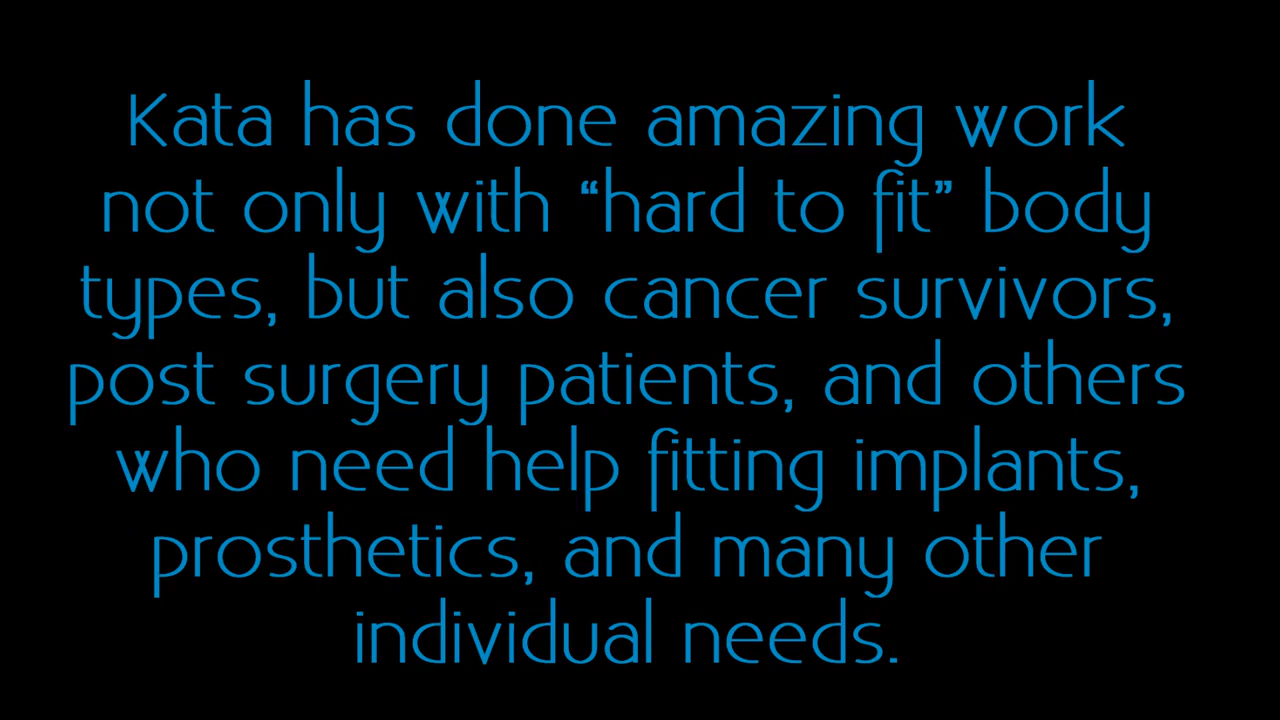 Kata has done amazing work
not only with “hard to fit” body
types, but also cancer survivors,
post surgery patients, and others
who need help fitting implants,
prosthetics, and many other
individual needs.